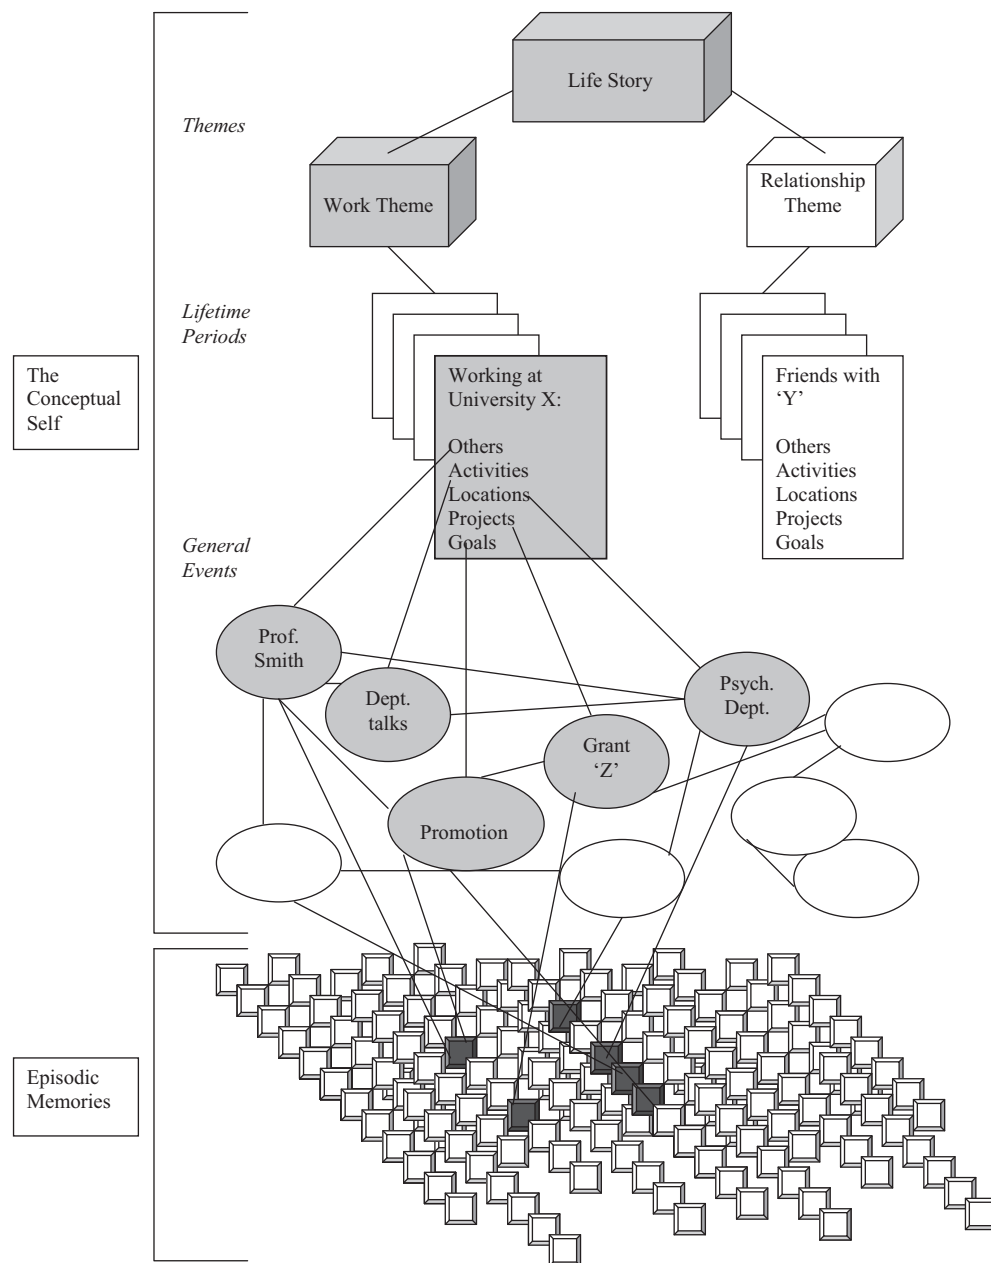 Life Story
Themes
Work Theme
Relationship
Theme
Lifetime
Periods
The
Conceptual
Self
Working at
University X:
Others
Activities
Locations
Projects
Goals
Friends with
‘Y’
Others
Activities
Locations
Projects
Goals
General
Events
Prof.
Smith
Dept.
talks
Psych.
Dept.
Grant
‘Z’
Promotion
Episodic
Memories